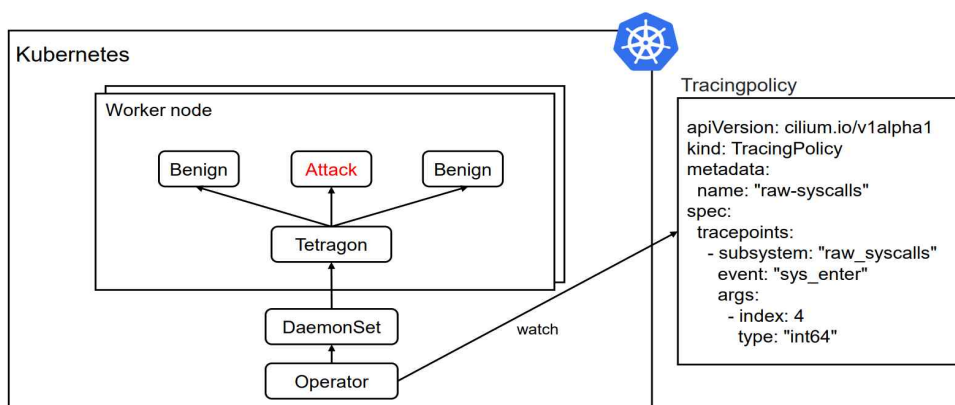 Kubernetes
Worker node
Benign
Attack
Benign
Tetragon
DaemonSet
Operator
watch
Tracingpolicy
apiVersion: cilium.io/v1alpha1
kind: TracingPolicy
metadata:
name: "raw-syscalls"
spec:
tracepoints:
- subsystem: "raw_syscalls"
event: "sys_enter"
args:
- index: 4
type: "int64"